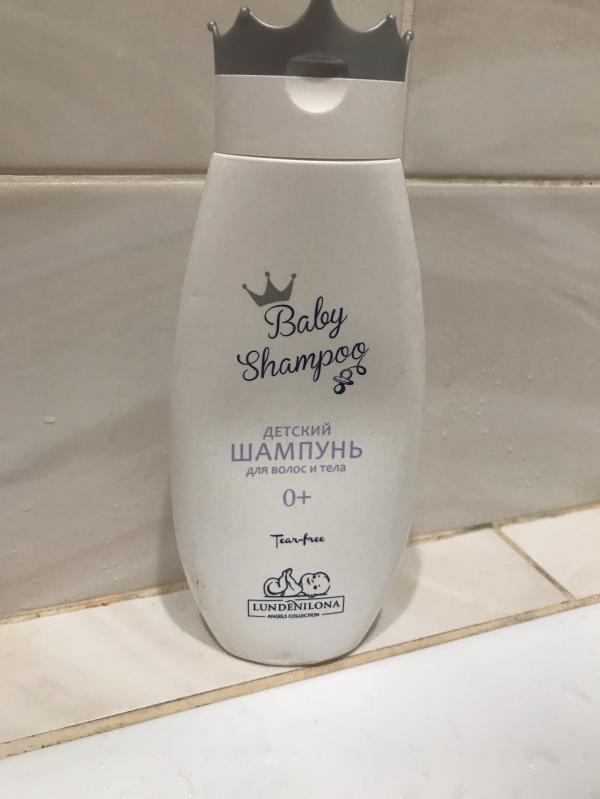 Baby
Shampoo
ДЕТСКИЙ
ШАМПУНЬ
для волос и тела
0+
Tear-free
LUNDENILONA
ANGELS COLLECTION